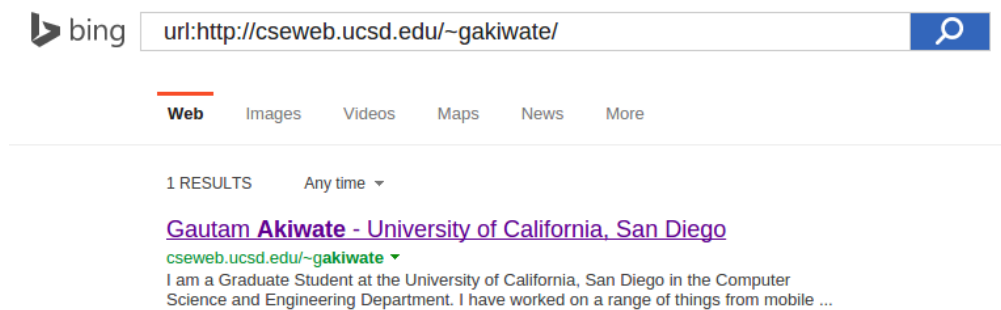 bing url:http://cseweb.ucsd.edu/~gakiwate/
Web Images Videos Maps News More
1 RESULTS Any time
Gautam Akiwate - University of California, San Diego
cseweb.ucsd.edu/~gakiwate
I am a Graduate Student at the University of California, San Diego in the Computer
Science and Engineering Department. I have worked on a range of things from mobile ...